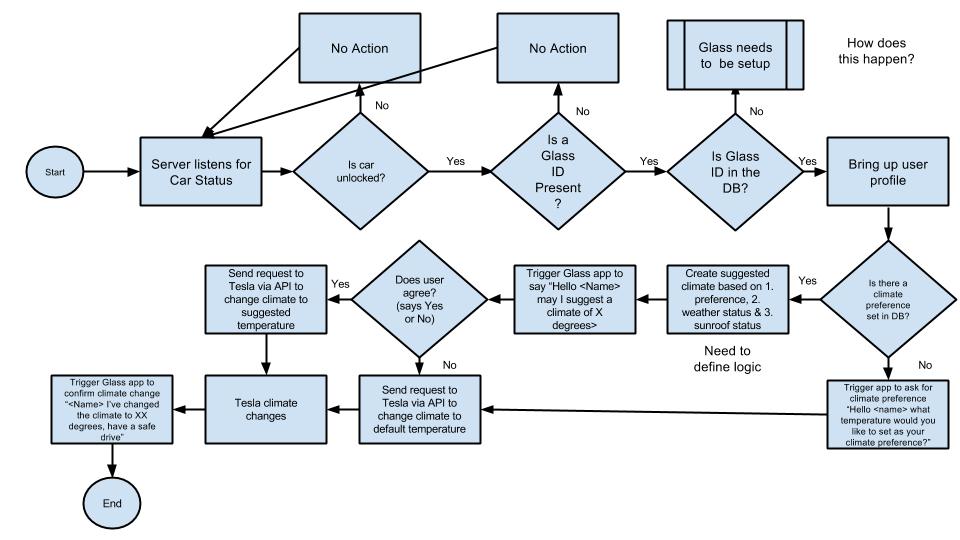 No Action
No Action
Glass needs
to be setup
How does
this happen?
No
No
No
Start
Server listens for
Car Status
Is car
unlocked?
Yes
Is a
Glass
ID
Present
?
Yes
Is Glass
ID in the
DB?
Yes
Bring up user
profile
Send request to
Tesla via API to
change climate to
suggested
temperature
Yes
Does user
agree?
(says Yes
or No)
Trigger Glass app to
say “Hello <Name>
may I suggest a
climate of X
degrees>
Create suggested
climate based on 1.
preference, 2.
weather status & 3.
sunroof status
Yes
Is there a
climate
preference
set in DB?
Need to
define logic
No
No
Trigger Glass app to
confirm climate change
“<Name> I’ve changed
the climate to XX
degrees, have a safe
drive”
Tesla climate
changes
Send request to
Tesla via API to
change climate to
default temperature
Trigger app to ask for
climate preference
“Hello <name> what
temperature would you
like to set as your
climate preference?”
End